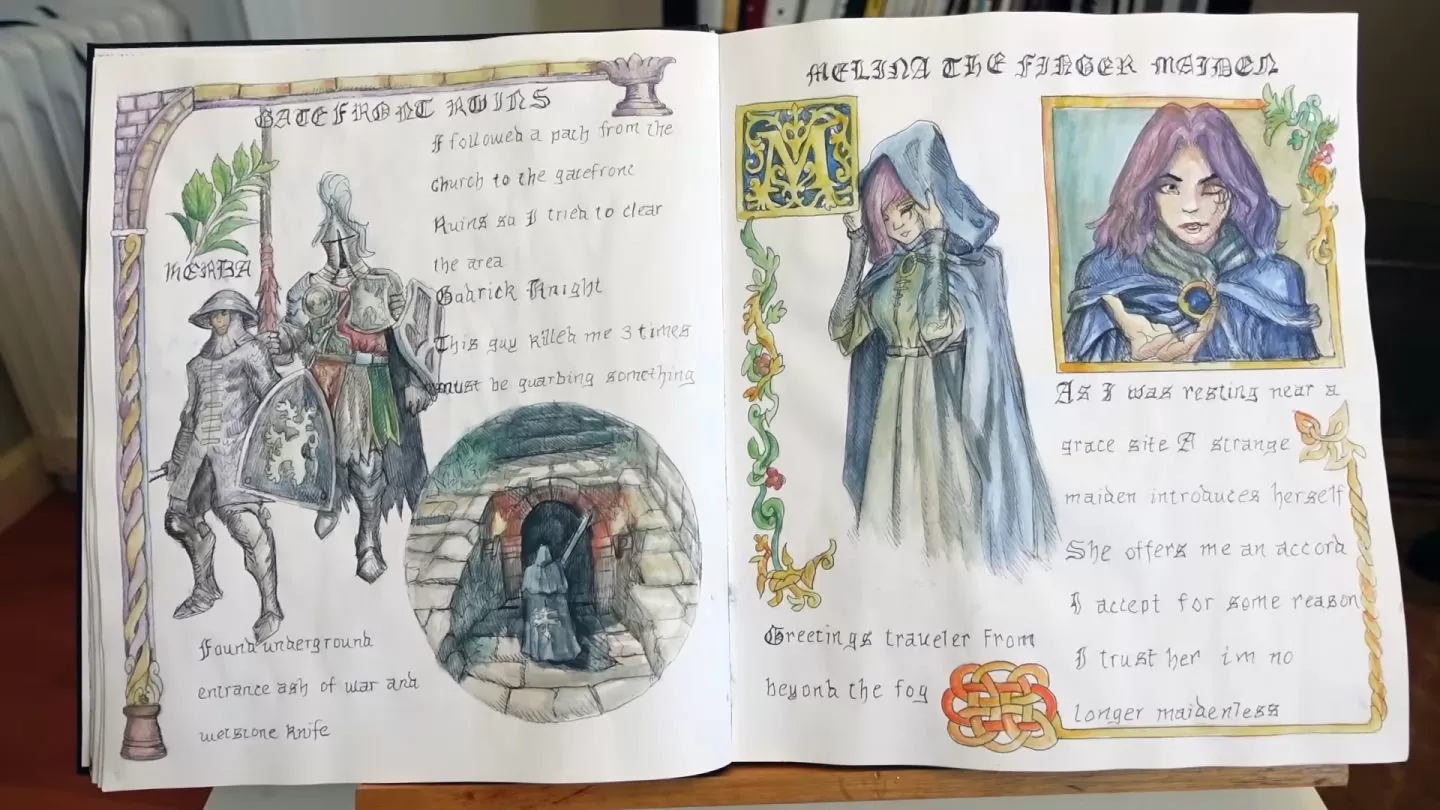 GATEFRONT RUINS
I followed a path from the
church to the gatefront
Ruins so I tried to clear
the area
HERBA
Gadrick Knight
This guy killed me 3 times
must be guarding something
Found underground
entrance ash of war and
wetstone knife
MELINA THE FINGER MAIDEN
M
As I was resting near a
grace site A strange
maiden introduces herself
She offers me an accord
I accept for some reason
I trust her im no
longer maidenless
Greetings traveler From
beyond the fog